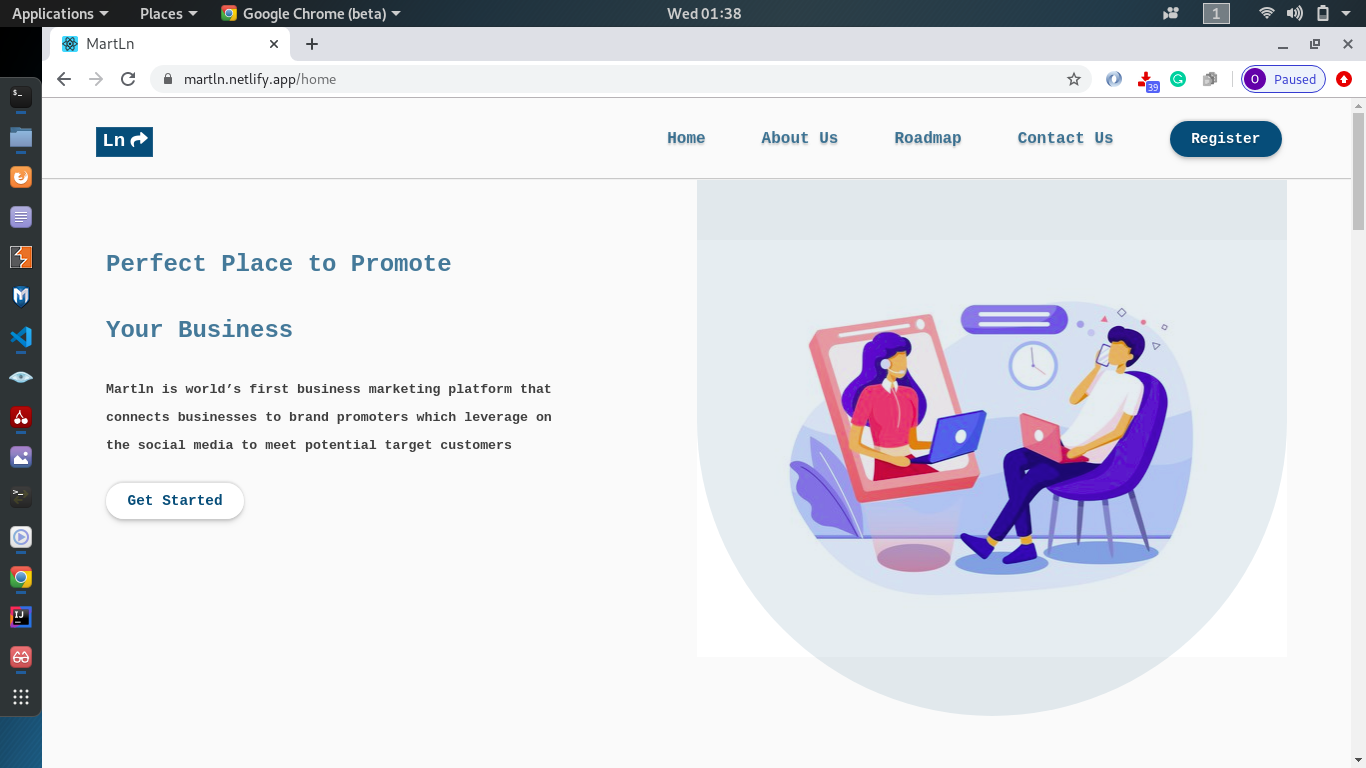 Applications Places Google Chrome (beta) Wed 01:38 1
MartLn
martln.netlify.app/home 39 O Paused
Ln Home About Us Roadmap Contact Us Register
Perfect Place to Promote
Your Business
Martln is world’s first business marketing platform that
connects businesses to brand promoters which leverage on
the social media to meet potential target customers
Get Started